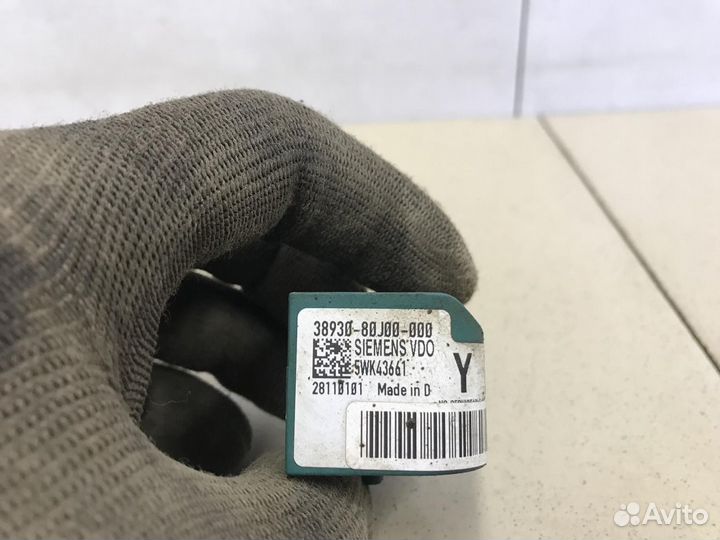 38930-80J00-000
SIEMENS VDO
5WK43661
Y
28110101 Made in D
Avito